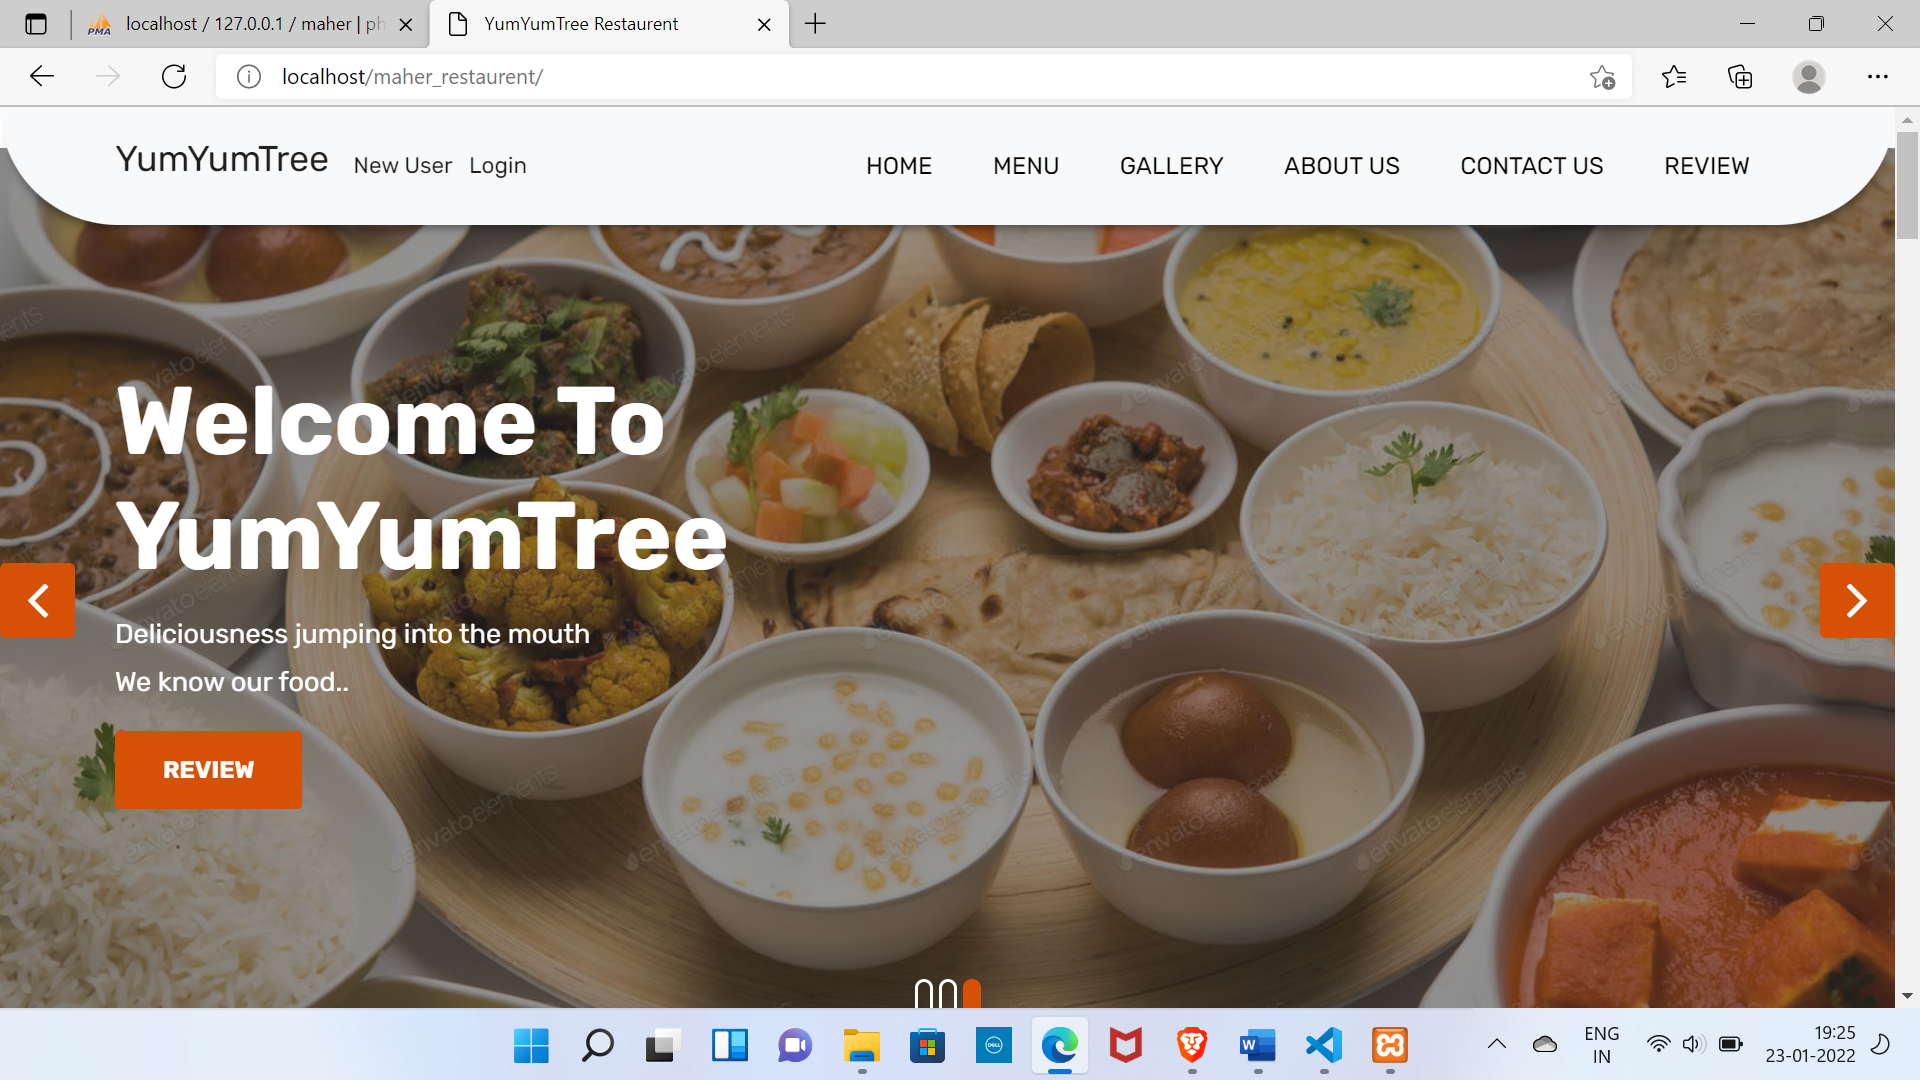 localhost / 127.0.0.1 / maher | ph
YumYumTree Restaurent
localhost/maher_restaurent/
YumYumTree New User Login HOME MENU GALLERY ABOUT US CONTACT US REVIEW
Welcome To
YumYumTree
Deliciousness jumping into the mouth
We know our food..
REVIEW
envatoelements
ENG
IN
19:25
23-01-2022